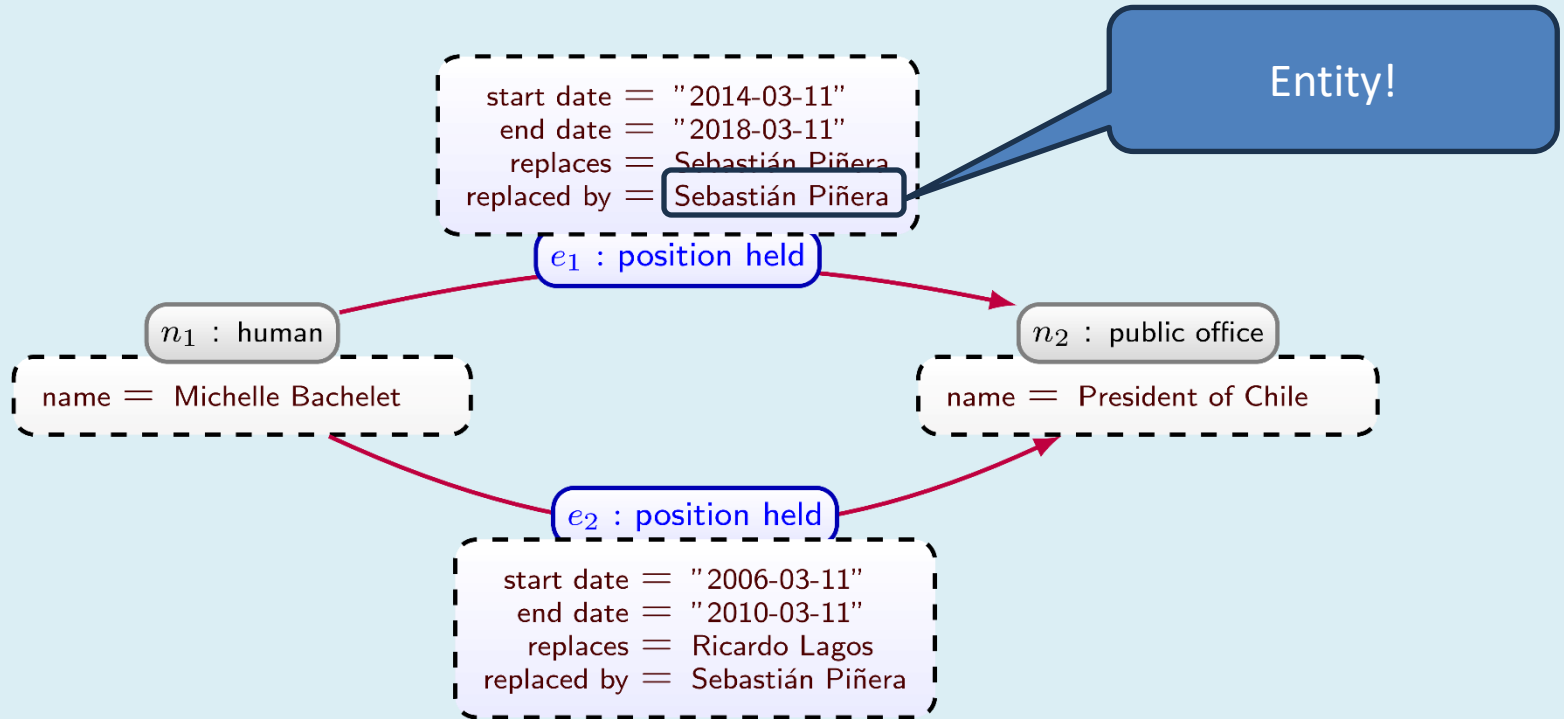 Entity!
start date = "2014-03-11"
end date = "2018-03-11"
replaces = Sebastián Piñera
replaced by = Sebastián Piñera
e₁ : position held
n₁ : human
name = Michelle Bachelet
n₂ : public office
name = President of Chile
e₂ : position held
start date = "2006-03-11"
end date = "2010-03-11"
replaces = Ricardo Lagos
replaced by = Sebastián Piñera